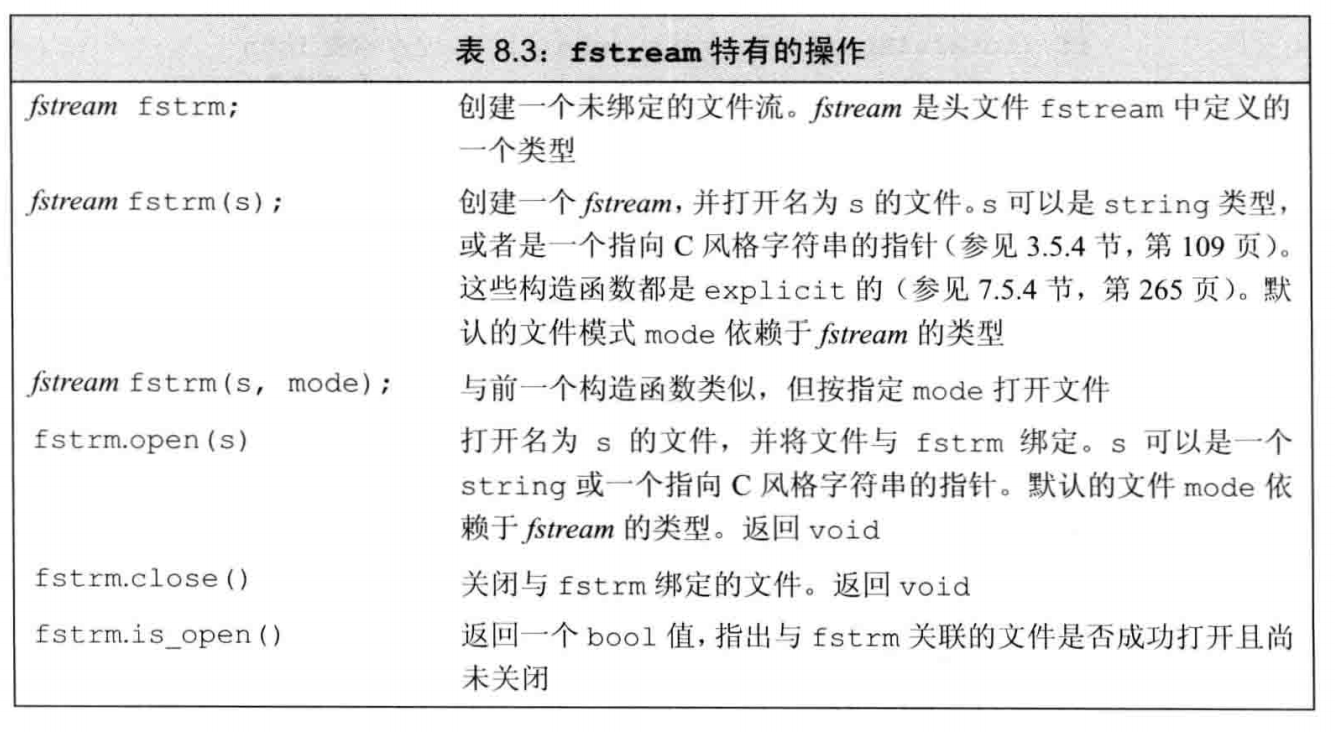 表 8.3：fstream 特有的操作
fstream fstrm; 创建一个未绑定的文件流。fstream 是头文件 fstream 中定义的
一个类型
fstream fstrm(s); 创建一个 fstream，并打开名为 s 的文件。s 可以是 string 类型，
或者是一个指向 C 风格字符串的指针（参见 3.5.4 节，第 109 页）。
这些构造函数都是 explicit 的（参见 7.5.4 节，第 265 页）。默
认的文件模式 mode 依赖于 fstream 的类型
fstream fstrm(s, mode); 与前一个构造函数类似，但按指定 mode 打开文件
fstrm.open(s) 打开名为 s 的文件，并将文件与 fstrm 绑定。s 可以是一个
string 或一个指向 C 风格字符串的指针。默认的文件 mode 依
赖于 fstream 的类型。返回 void
fstrm.close() 关闭与 fstrm 绑定的文件。返回 void
fstrm.is_open() 返回一个 bool 值，指出与 fstrm 关联的文件是否成功打开且尚
未关闭